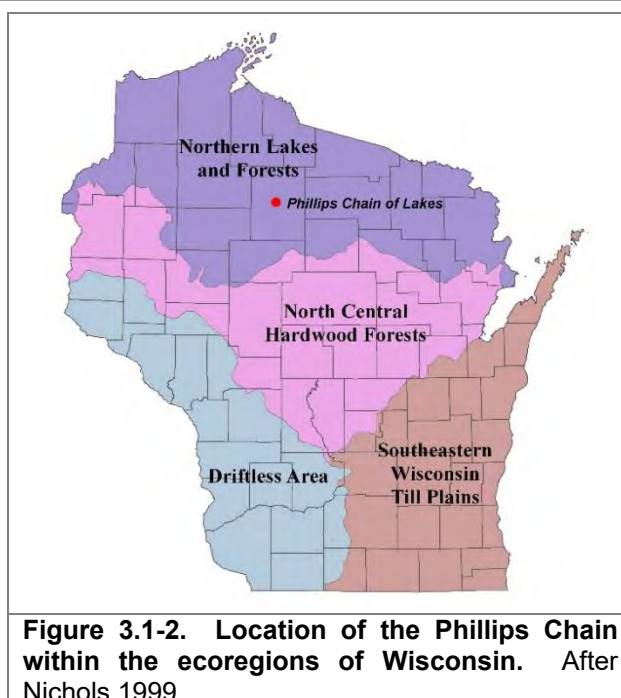 Northern Lakes
and Forests
Phillips Chain of Lakes
North Central
Hardwood Forests
Southeastern
Wisconsin
Till Plains
Driftless Area
Figure 3.1-2. Location of the Phillips Chain
within the ecoregions of Wisconsin. After
Nichols 1999